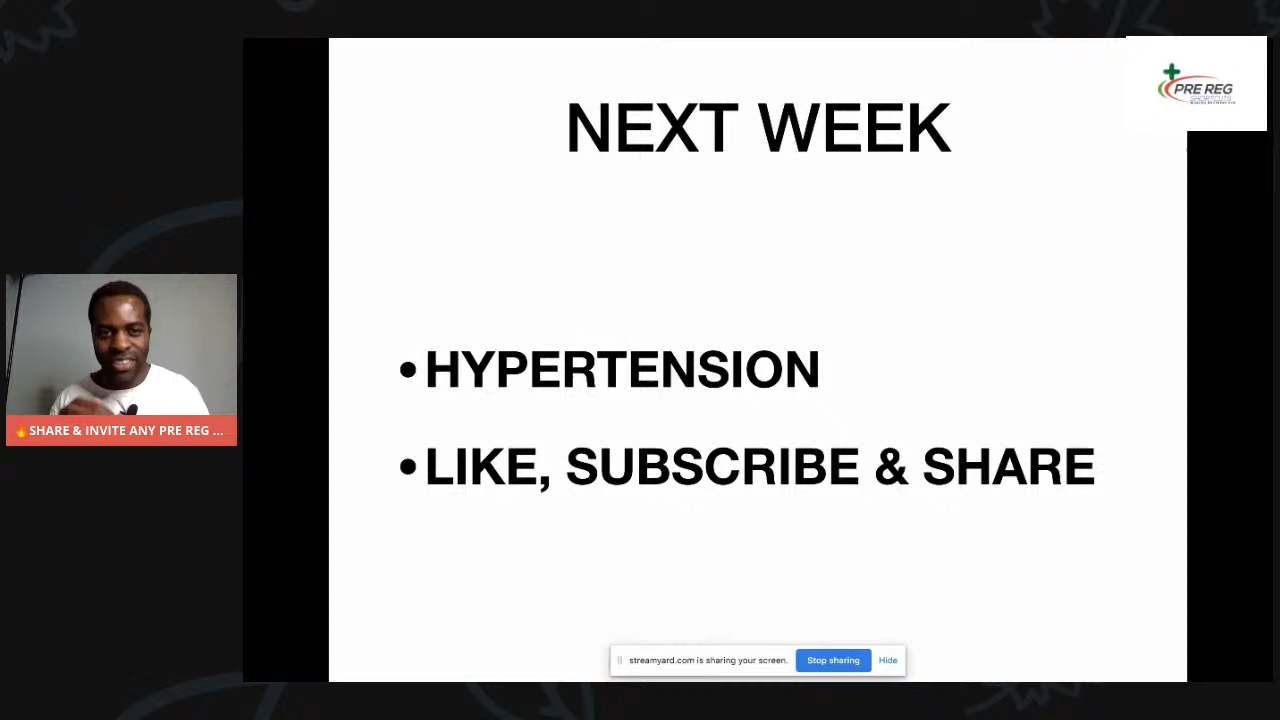 NEXT WEEK
PRE REG
SHORTCUTS
•HYPERTENSION
•LIKE, SUBSCRIBE & SHARE
🔥SHARE & INVITE ANY PRE REG ...
streamyard.com is sharing your screen. Stop sharing Hide